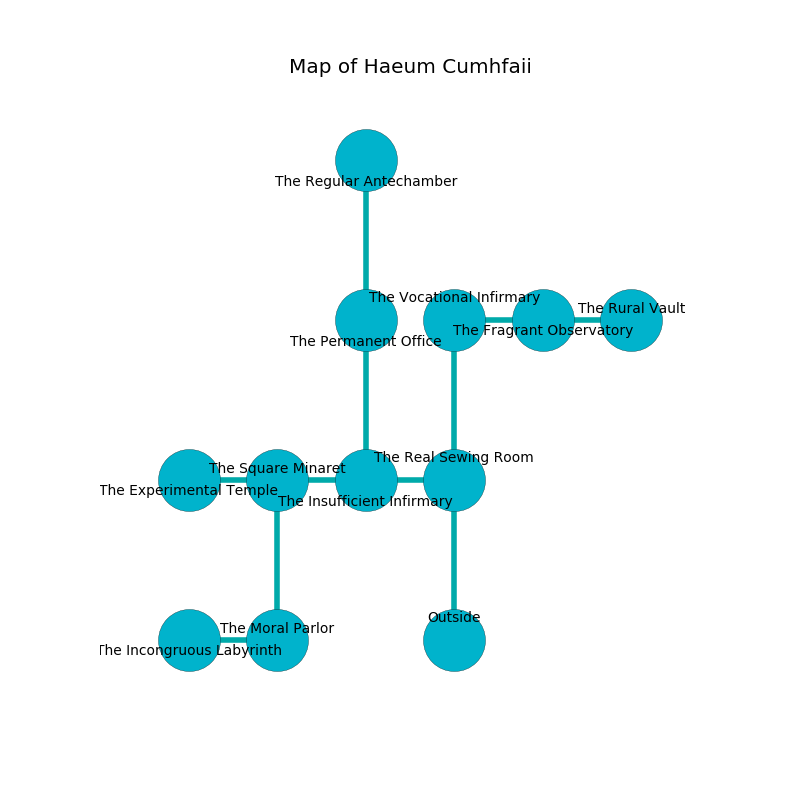 Map of Haeum Cumhfaii
The Regular Antechamber
The Vocational Infirmary
The Rural Vault
The Fragrant Observatory
The Permanent Office
The Real Sewing Room
The Square Minaret
The Experimental Temple
The Insufficient Infirmary
Outside
The Moral Parlor
The Incongruous Labyrinth